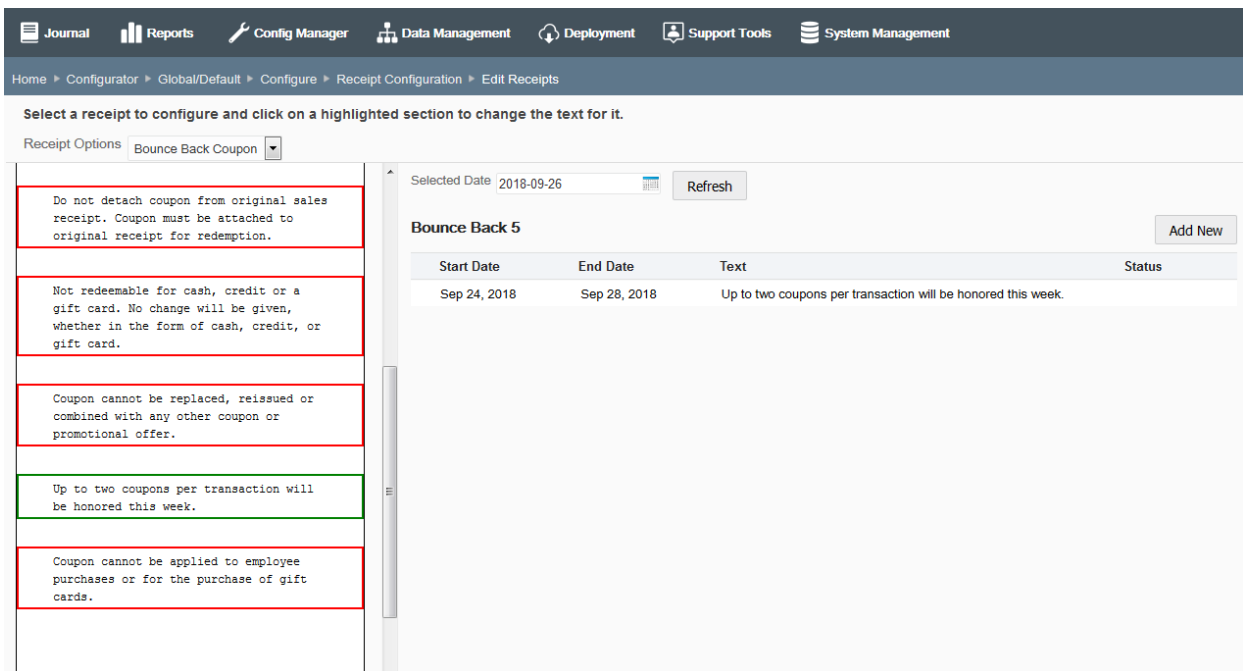 Journal Reports Config Manager Data Management Deployment Support Tools System Management
Home Configurator Global/Default Configure Receipt Configuration Edit Receipts
Select a receipt to configure and click on a highlighted section to change the text for it.
Receipt Options Bounce Back Coupon
Do not detach coupon from original sales
receipt. Coupon must be attached to
original receipt for redemption.
Not redeemable for cash, credit or a
gift card. No change will be given,
whether in the form of cash, credit, or
gift card.
Coupon cannot be replaced, reissued or
combined with any other coupon or
promotional offer.
Up to two coupons per transaction will
be honored this week.
Coupon cannot be applied to employee
purchases or for the purchase of gift
cards.
Selected Date 2018-09-26 Refresh
Bounce Back 5 Add New
Start Date End Date Text Status
Sep 24, 2018 Sep 28, 2018 Up to two coupons per transaction will be honored this week.